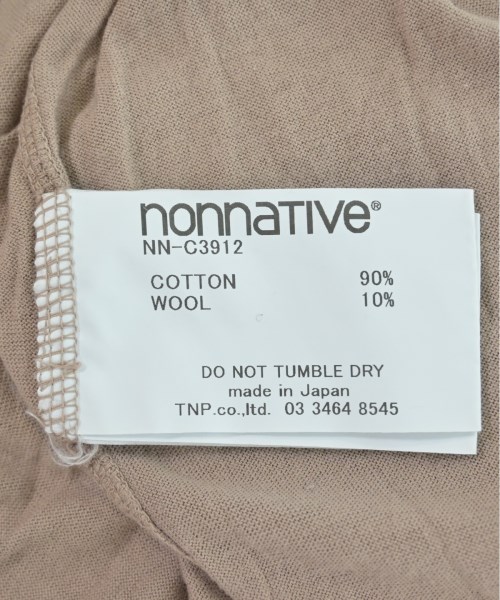 nonnative®
NN-C3912
COTTON 90%
WOOL 10%
DO NOT TUMBLE DRY
made in Japan
TNP.co.,ltd. 03 3464 8545